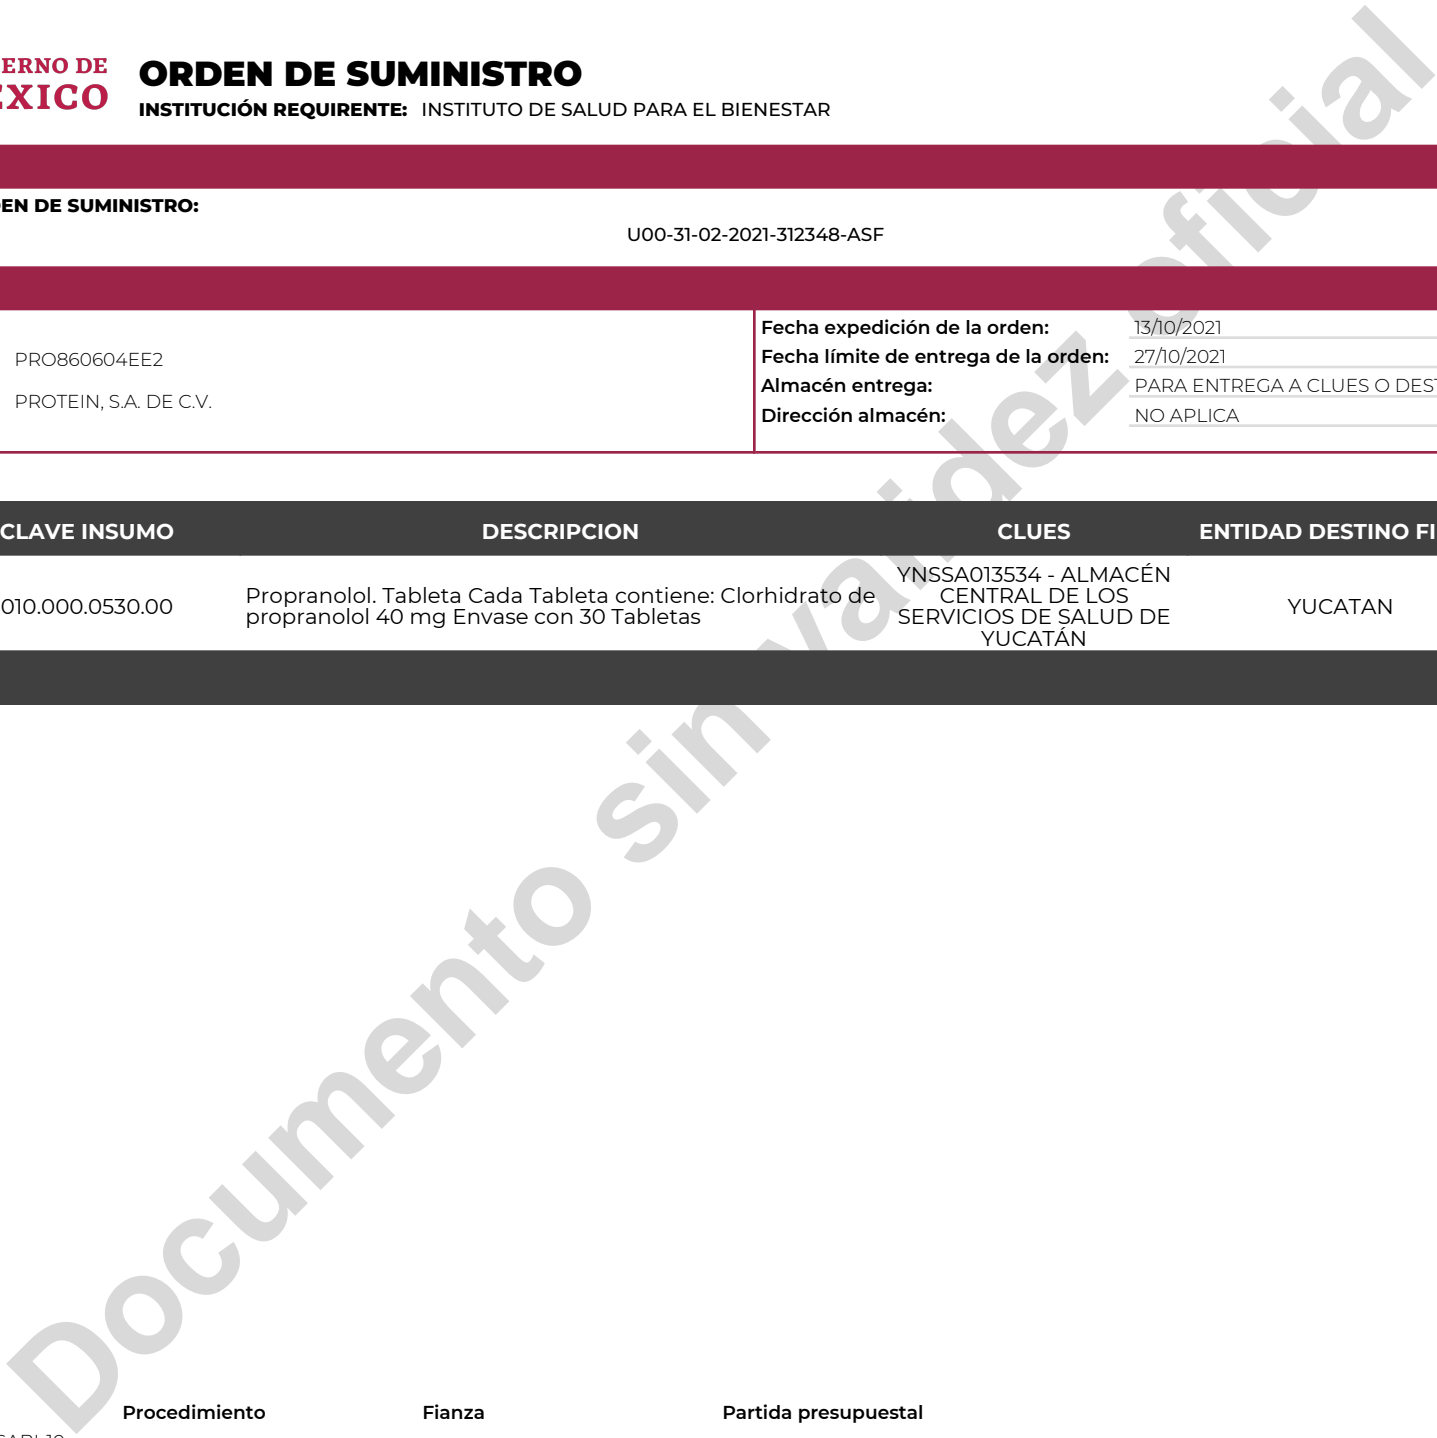 ERNO DE
EXICO
ORDEN DE SUMINISTRO
INSTITUCIÓN REQUIRENTE: INSTITUTO DE SALUD PARA EL BIENESTAR
EN DE SUMINISTRO:
U00-31-02-2021-312348-ASF
PRO860604EE2
PROTEIN, S.A. DE C.V.
Fecha expedición de la orden: 13/10/2021
Fecha límite de entrega de la orden: 27/10/2021
Almacén entrega: PARA ENTREGA A CLUES O DEST
Dirección almacén: NO APLICA
CLAVE INSUMO DESCRIPCION CLUES ENTIDAD DESTINO FI
010.000.0530.00
Propranolol. Tableta Cada Tableta contiene: Clorhidrato de
propranolol 40 mg Envase con 30 Tabletas
YNSSA013534 - ALMACÉN
CENTRAL DE LOS
SERVICIOS DE SALUD DE
YUCATÁN
YUCATAN
Documento sin validez oficial
Procedimiento Fianza Partida presupuestal